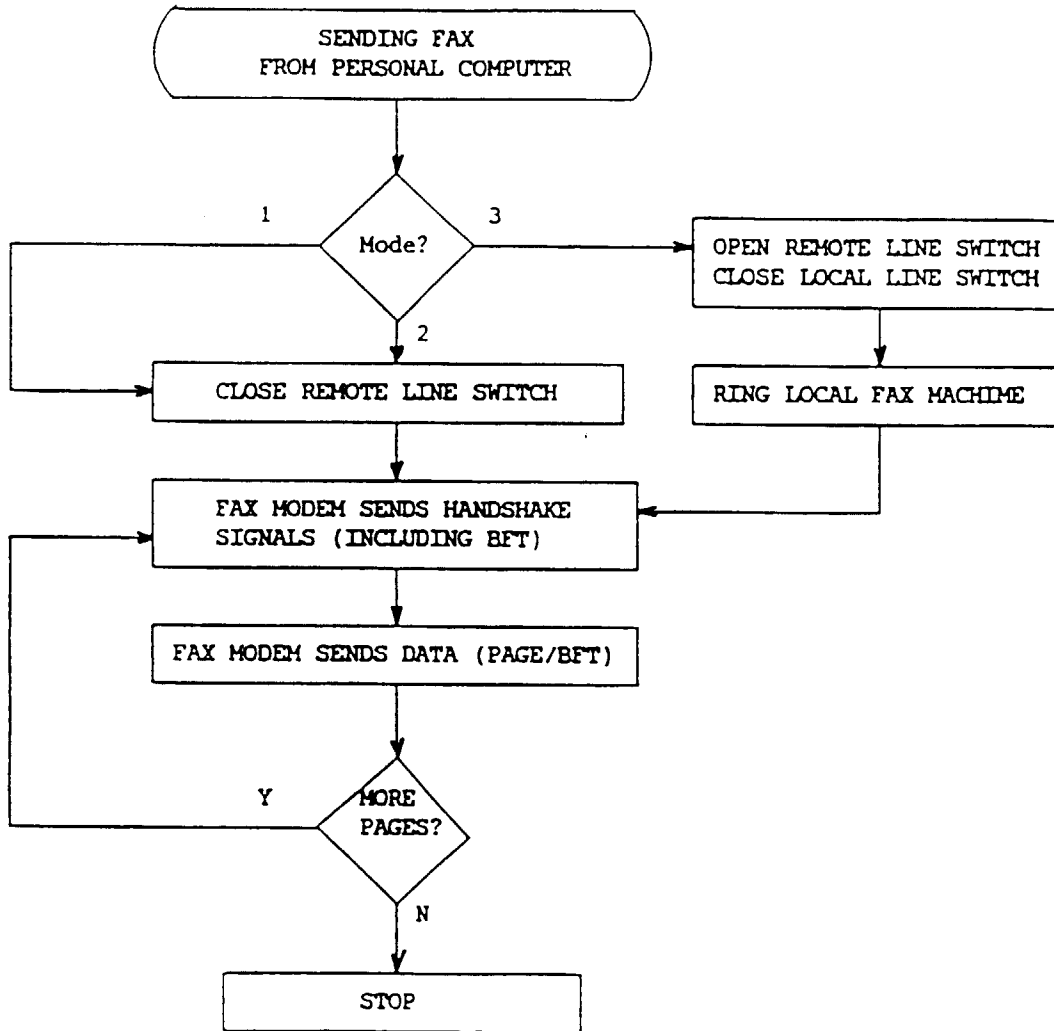 SENDING FAX
FROM PERSONAL COMPUTER
1
Mode?
3
2
OPEN REMOTE LINE SWITCH
CLOSE LOCAL LINE SWITCH
CLOSE REMOTE LINE SWITCH
RING LOCAL FAX MACHIME
FAX MODEM SENDS HANDSHAKE
SIGNALS (INCLUDING BFT)
FAX MODEM SENDS DATA (PAGE/BFT)
Y
MORE
PAGES?
N
STOP